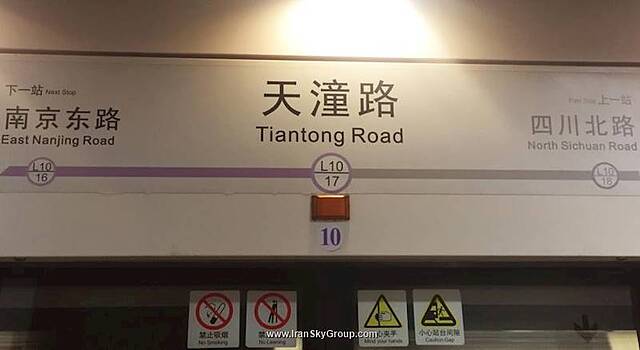 下一站 Next Stop
南京东路
East Nanjing Road
L10
16
天潼路
Tiantong Road
L10
17
上一站
四川北路
North Sichuan Road
L10
18
10
禁止吸烟
No Smoking
No Leaning
小心夹手
Mind your hands
小心站台间隙
Caution Gap
www.IranSkyGroup.com